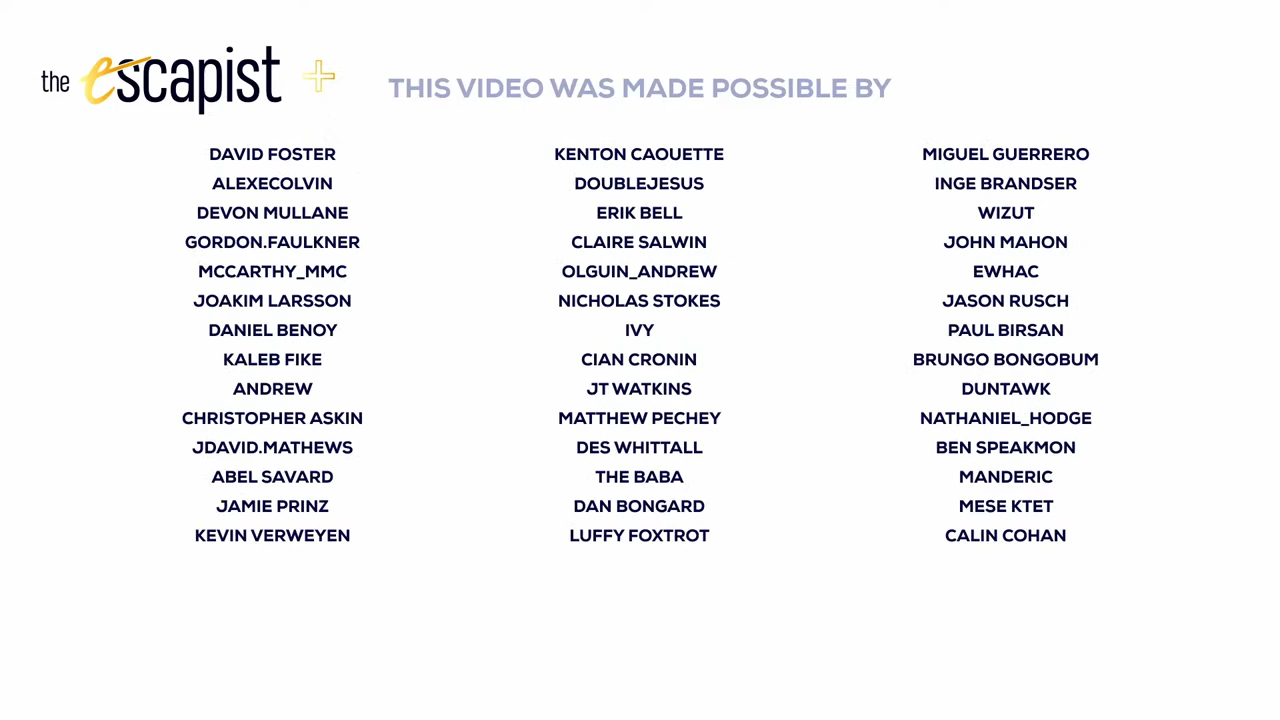 the escapist +
THIS VIDEO WAS MADE POSSIBLE BY
DAVID FOSTER
ALEXECOLVIN
DEVON MULLANE
GORDON.FAULKNER
MCCARTHY_MMC
JOAKIM LARSSON
DANIEL BENOY
KALEB FIKE
ANDREW
CHRISTOPHER ASKIN
JDAVID.MATHEWS
ABEL SAVARD
JAMIE PRINZ
KEVIN VERWEYEN
KENTON CAOUETTE
DOUBLEJESUS
ERIK BELL
CLAIRE SALWIN
OLGUIN_ANDREW
NICHOLAS STOKES
IVY
CIAN CRONIN
JT WATKINS
MATTHEW PECHEY
DES WHITTALL
THE BABA
DAN BONGARD
LUFFY FOXTROT
MIGUEL GUERRERO
INGE BRANDSER
WIZUT
JOHN MAHON
EWHAC
JASON RUSCH
PAUL BIRSAN
BRUNGO BONGOBUM
DUNTAWK
NATHANIEL_HODGE
BEN SPEAKMON
MANDERIC
MESE KTET
CALIN COHAN